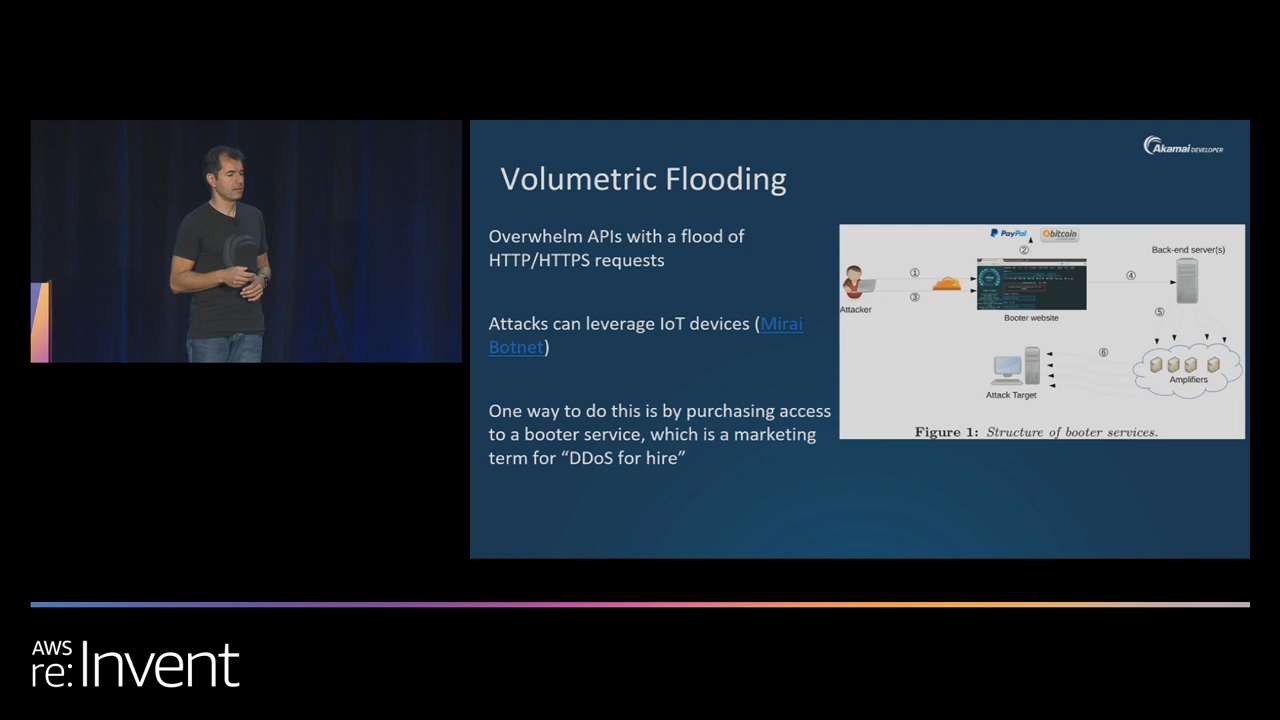 Akamai DEVELOPER
Volumetric Flooding
Overwhelm APIs with a flood of
HTTP/HTTPS requests
Attacks can leverage IoT devices (Mirai
Botnet)
One way to do this is by purchasing access
to a booter service, which is a marketing
term for “DDoS for hire”
PayPal
bitcoin
②
Back-end server(s)
①
④
③
Attacker
Booter website
⑤
⑥
Amplifiers
Attack Target
Figure 1: Structure of booter services.
AWS
re:Invent